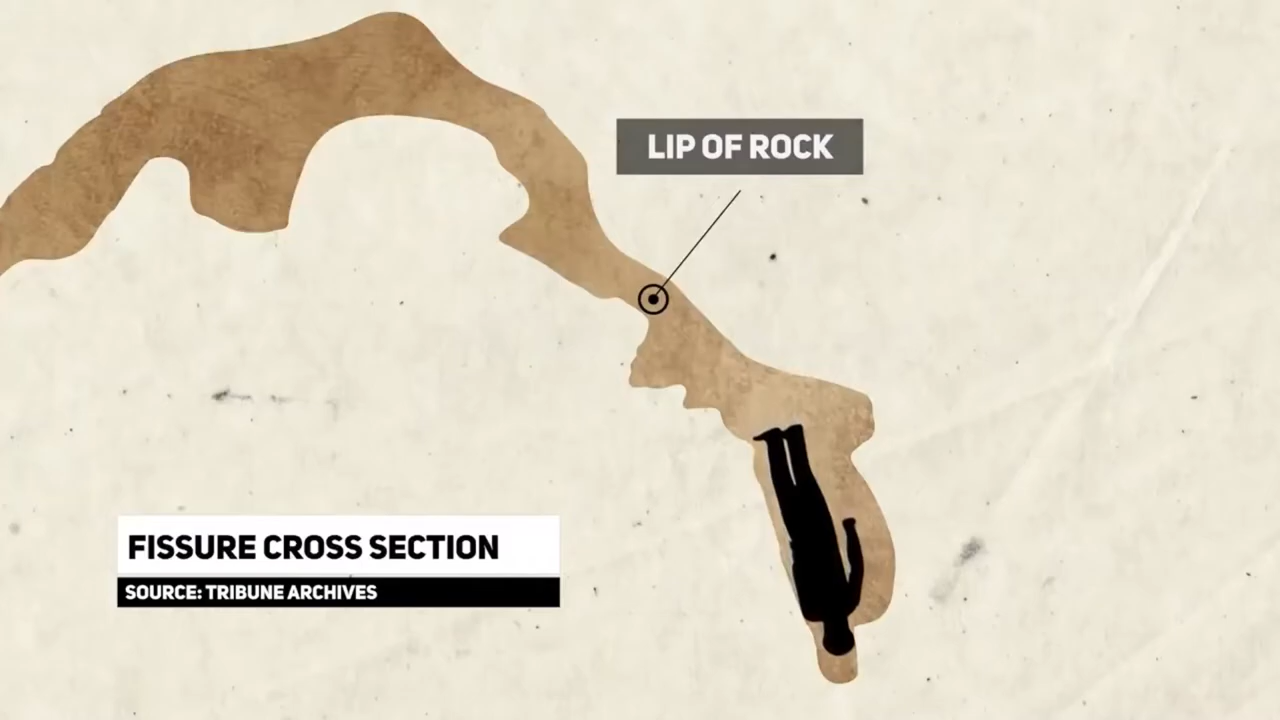 LIP OF ROCK
FISSURE CROSS SECTION
SOURCE: TRIBUNE ARCHIVES